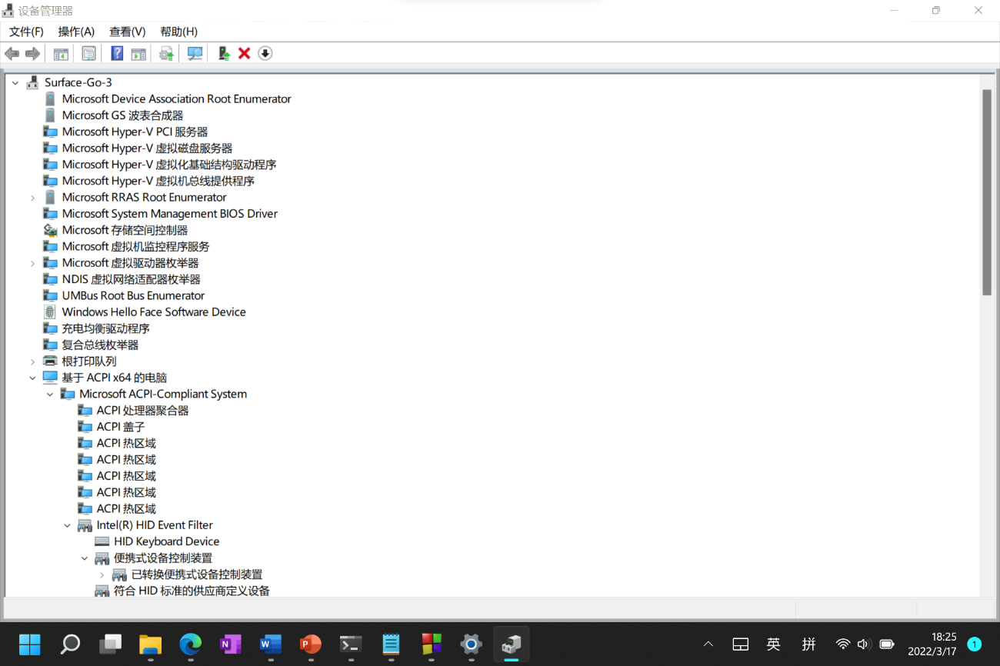 设备管理器
文件(F) 操作(A) 查看(V) 帮助(H)
Surface-Go-3
Microsoft Device Association Root Enumerator
Microsoft GS 波表合成器
Microsoft Hyper-V PCI 服务器
Microsoft Hyper-V 虚拟磁盘服务器
Microsoft Hyper-V 虚拟化基础结构驱动程序
Microsoft Hyper-V 虚拟机总线提供程序
Microsoft RRAS Root Enumerator
Microsoft System Management BIOS Driver
Microsoft 存储空间控制器
Microsoft 虚拟机监控程序服务
Microsoft 虚拟驱动器枚举器
NDIS 虚拟网络适配器枚举器
UMBus Root Bus Enumerator
Windows Hello Face Software Device
充电均衡驱动程序
复合总线枚举器
根打印队列
基于 ACPI x64 的电脑
Microsoft ACPI-Compliant System
ACPI 处理器聚合器
ACPI 盖子
ACPI 热区域
ACPI 热区域
ACPI 热区域
ACPI 热区域
ACPI 热区域
Intel(R) HID Event Filter
HID Keyboard Device
便携式设备控制装置
已转换便携式设备控制装置
符合 HID 标准的供应商定义设备
N W P 英 拼 18:25 1
2022/3/17